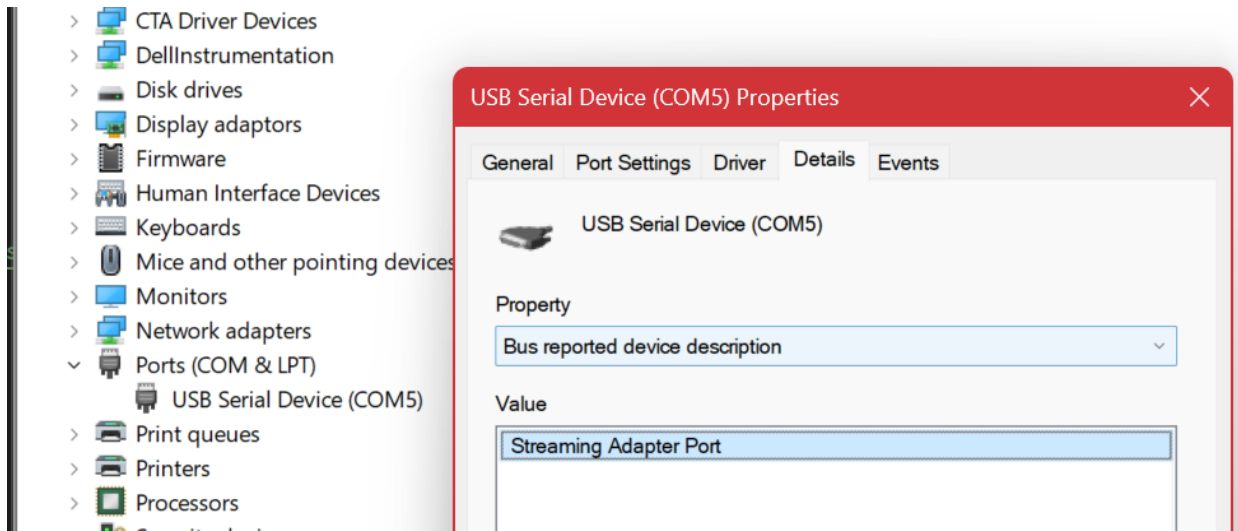 CTA Driver Devices
DellInstrumentation
Disk drives
Display adaptors
Firmware
Human Interface Devices
Keyboards
Mice and other pointing devices
Monitors
Network adapters
Ports (COM & LPT)
USB Serial Device (COM5)
Print queues
Printers
Processors
USB Serial Device (COM5) Properties
General Port Settings Driver Details Events
USB Serial Device (COM5)
Property
Bus reported device description
Value
Streaming Adapter Port